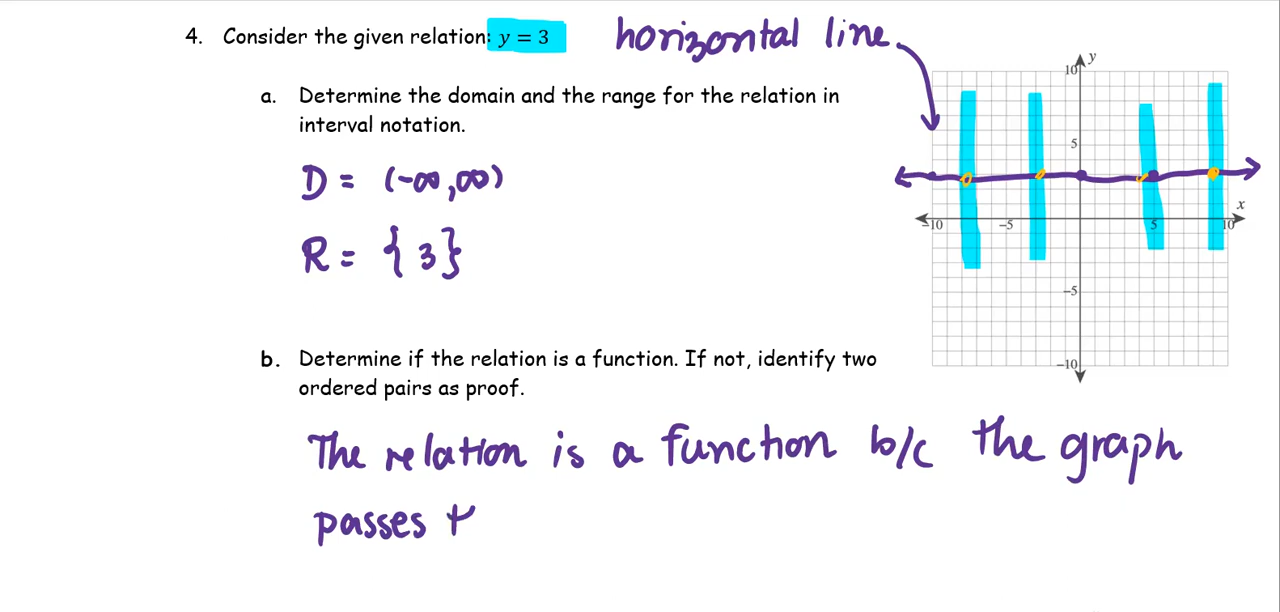 4. Consider the given relation: y = 3
horizontal line
a. Determine the domain and the range for the relation in
interval notation.
D = (-∞,∞)
R = {3}
b. Determine if the relation is a function. If not, identify two
ordered pairs as proof.
The relation is a function b/c the graph
passes t
y
10
5
x
-10
-5
5
10
-5
-10